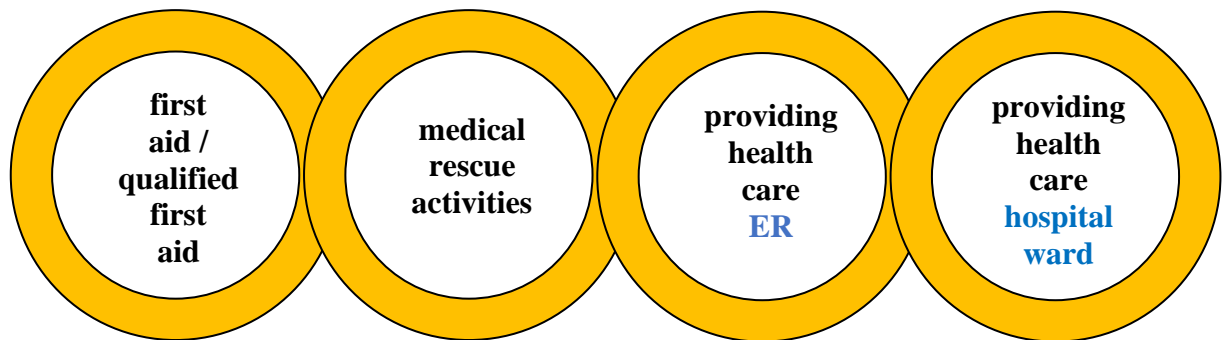 first
aid /
qualified
first
aid
medical
rescue
activities
providing
health
care
ER
providing
health
care
hospital
ward